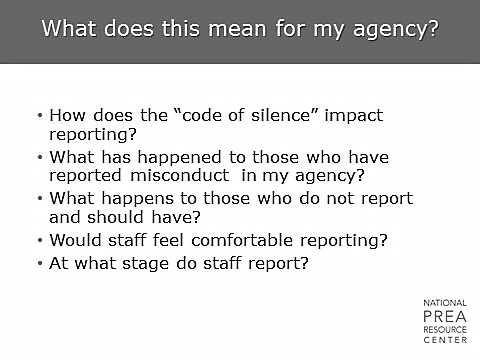 What does this mean for my agency?
• How does the “code of silence” impact
reporting?
• What has happened to those who have
reported misconduct in my agency?
• What happens to those who do not report
and should have?
• Would staff feel comfortable reporting?
• At what stage do staff report?
NATIONAL
PREA
RESOURCE
CENTER